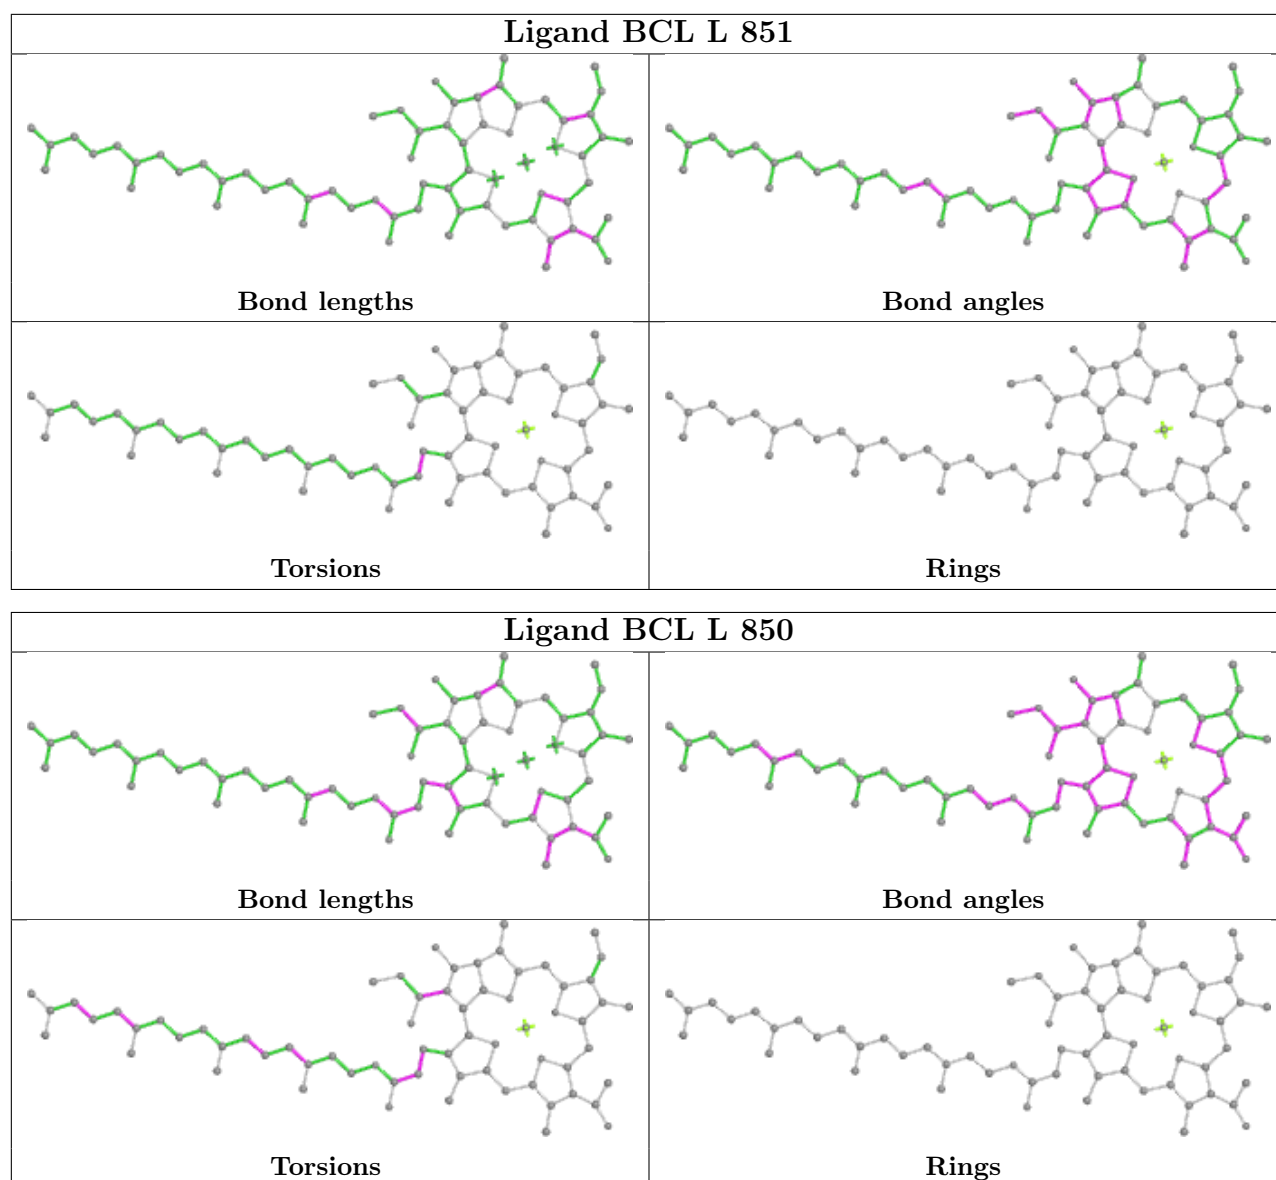 Ligand BCL L 851
Bond lengths
Bond angles
Torsions
Rings
Ligand BCL L 850
Bond lengths
Bond angles
Torsions
Rings